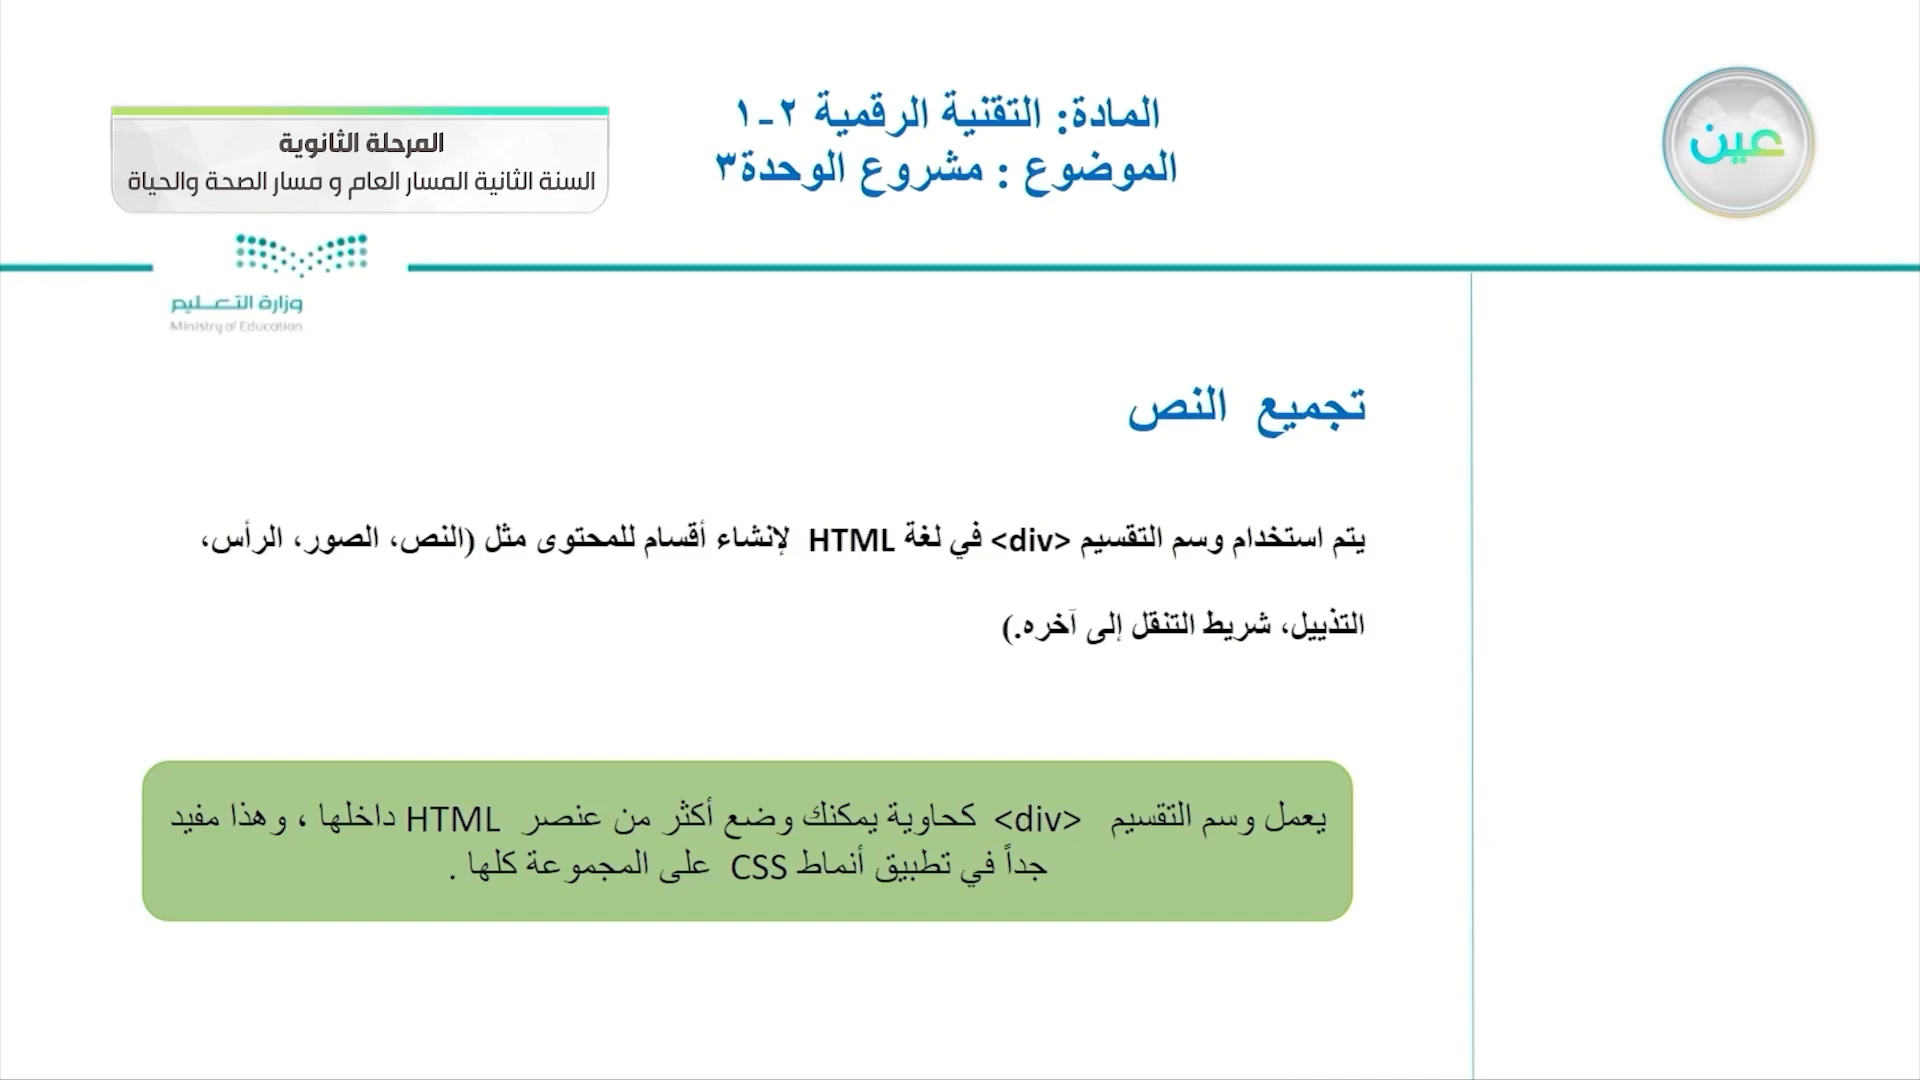 المادة: التقنية الرقمية ٢-١
الموضوع : مشروع الوحدة٣
عين
المرحلة الثانوية
السنة الثانية المسار العام و مسار الصحة والحياة
وزارة التعـــليم
Ministry of Education
تجميع النص
يتم استخدام وسم التقسيم <div> في لغة HTML لإنشاء أقسام للمحتوى مثل (النص، الصور، الرأس،
التذييل، شريط التنقل إلى آخره.)
يعمل وسم التقسيم <div> كحاوية يمكنك وضع أكثر من عنصر HTML داخلها ، وهذا مفيد
جداً في تطبيق أنماط CSS على المجموعة كلها .